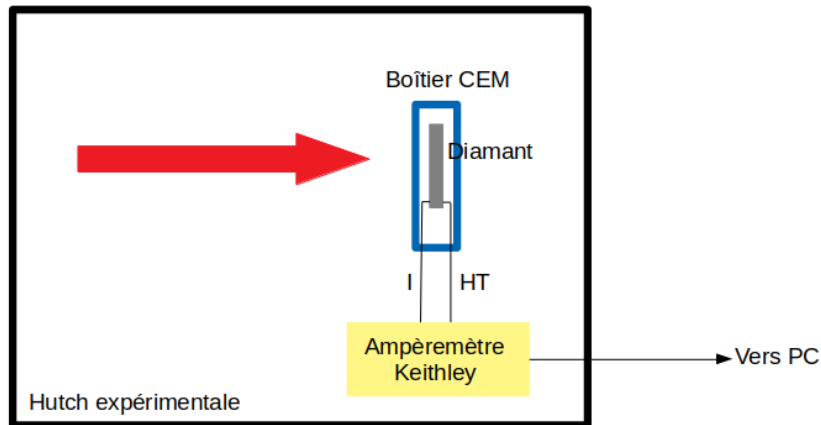 Boîtier CEM
Diamant
I
HT
Ampèremètre
Keithley
Vers PC
Hutch expérimentale